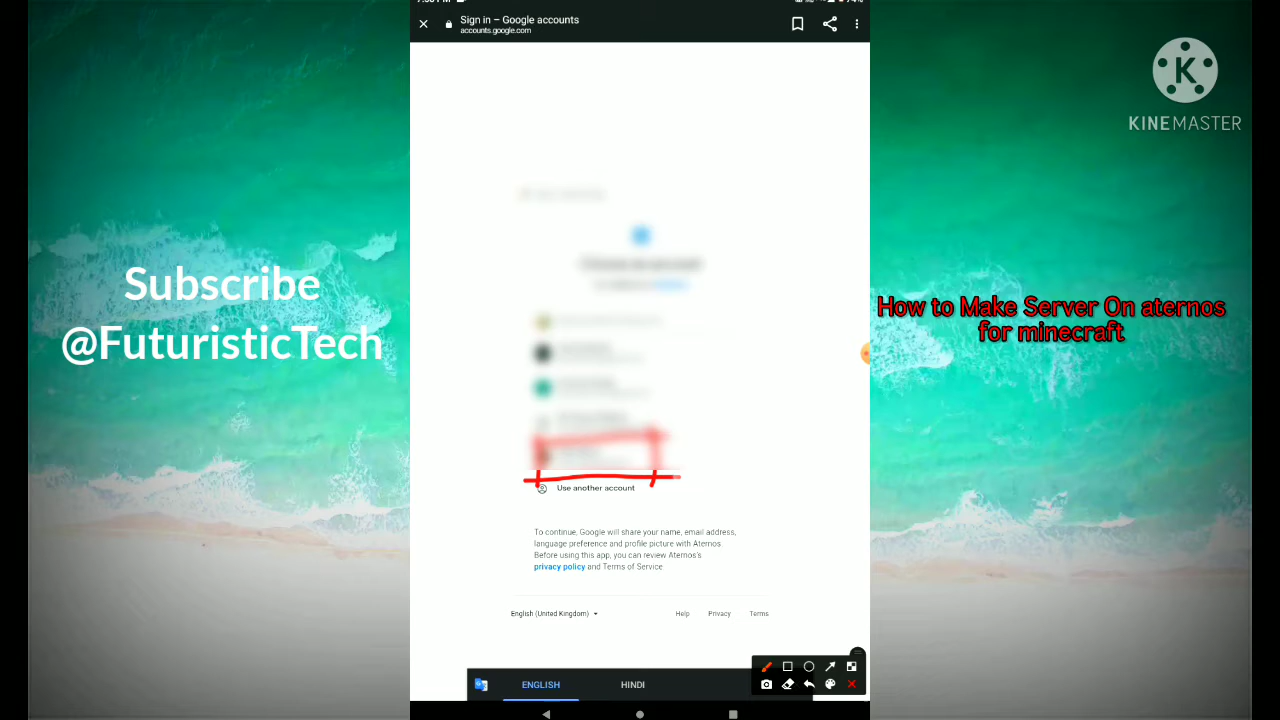 Sign in – Google accounts
accounts.google.com
KINEMASTER
Subscribe
@FuturisticTech
How to Make Server On aternos
for minecraft
Use another account
To continue, Google will share your name, email address,
language preference and profile picture with Aternos.
Before using this app, you can review Aternos's
privacy policy and Terms of Service
English (United Kingdom)
Help Privacy Terms
ENGLISH HINDI